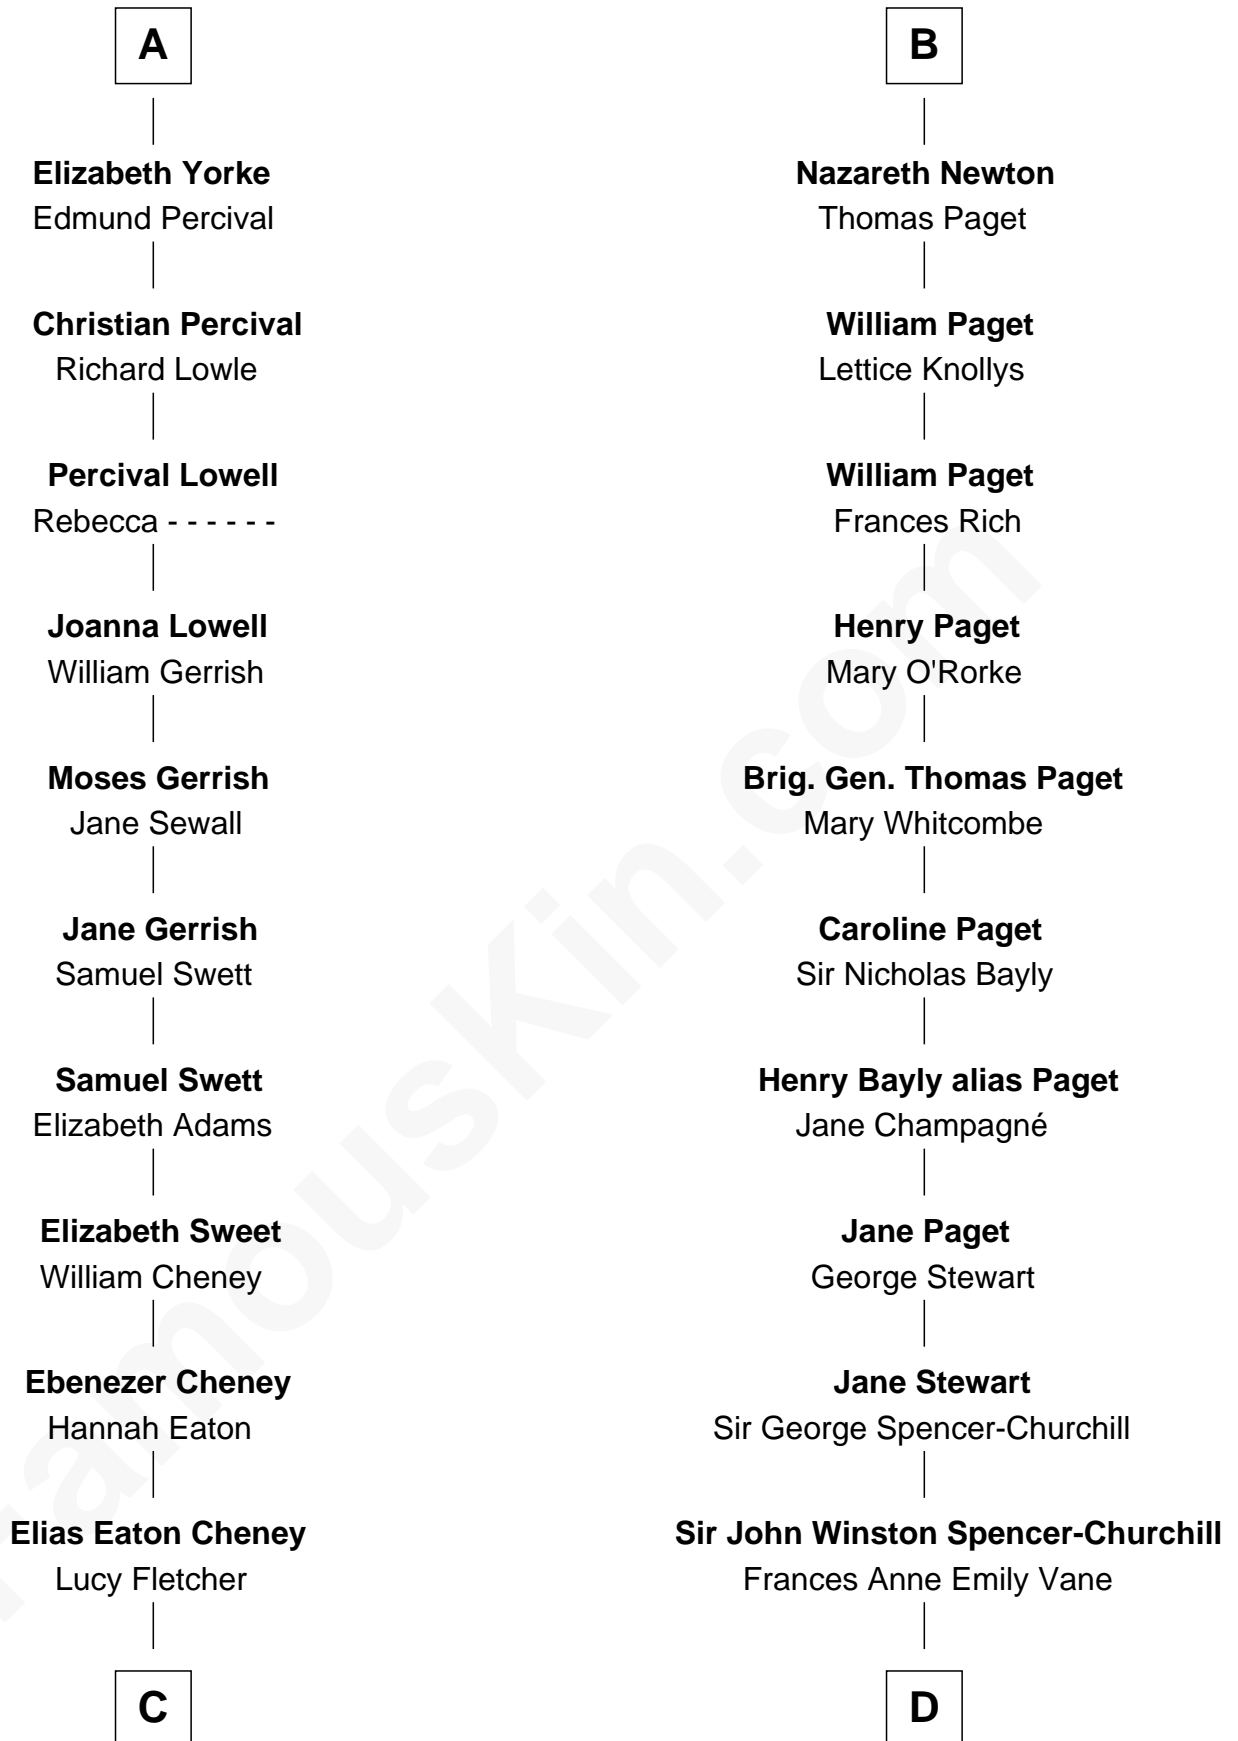 A
Elizabeth Yorke
Edmund Percival
Christian Percival
Richard Lowle
Percival Lowell
Rebecca - - - - - -
Joanna Lowell
William Gerrish
Moses Gerrish
Jane Sewall
Jane Gerrish
Samuel Swett
Samuel Swett
Elizabeth Adams
Elizabeth Sweet
William Cheney
Ebenezer Cheney
Hannah Eaton
Elias Eaton Cheney
Lucy Fletcher
C
B
Nazareth Newton
Thomas Paget
William Paget
Lettice Knollys
William Paget
Frances Rich
Henry Paget
Mary O'Rorke
Brig. Gen. Thomas Paget
Mary Whitcombe
Caroline Paget
Sir Nicholas Bayly
Henry Bayly alias Paget
Jane Champagné
Jane Paget
George Stewart
Jane Stewart
Sir George Spencer-Churchill
Sir John Winston Spencer-Churchill
Frances Anne Emily Vane
D
FamousKin.com